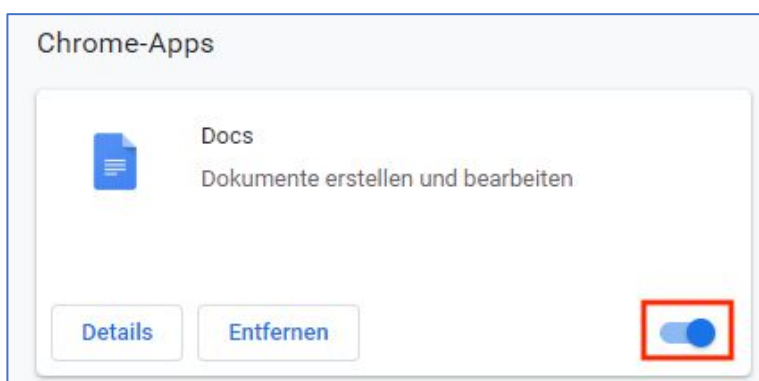 Chrome-Apps
Docs
Dokumente erstellen und bearbeiten
Details
Entfernen